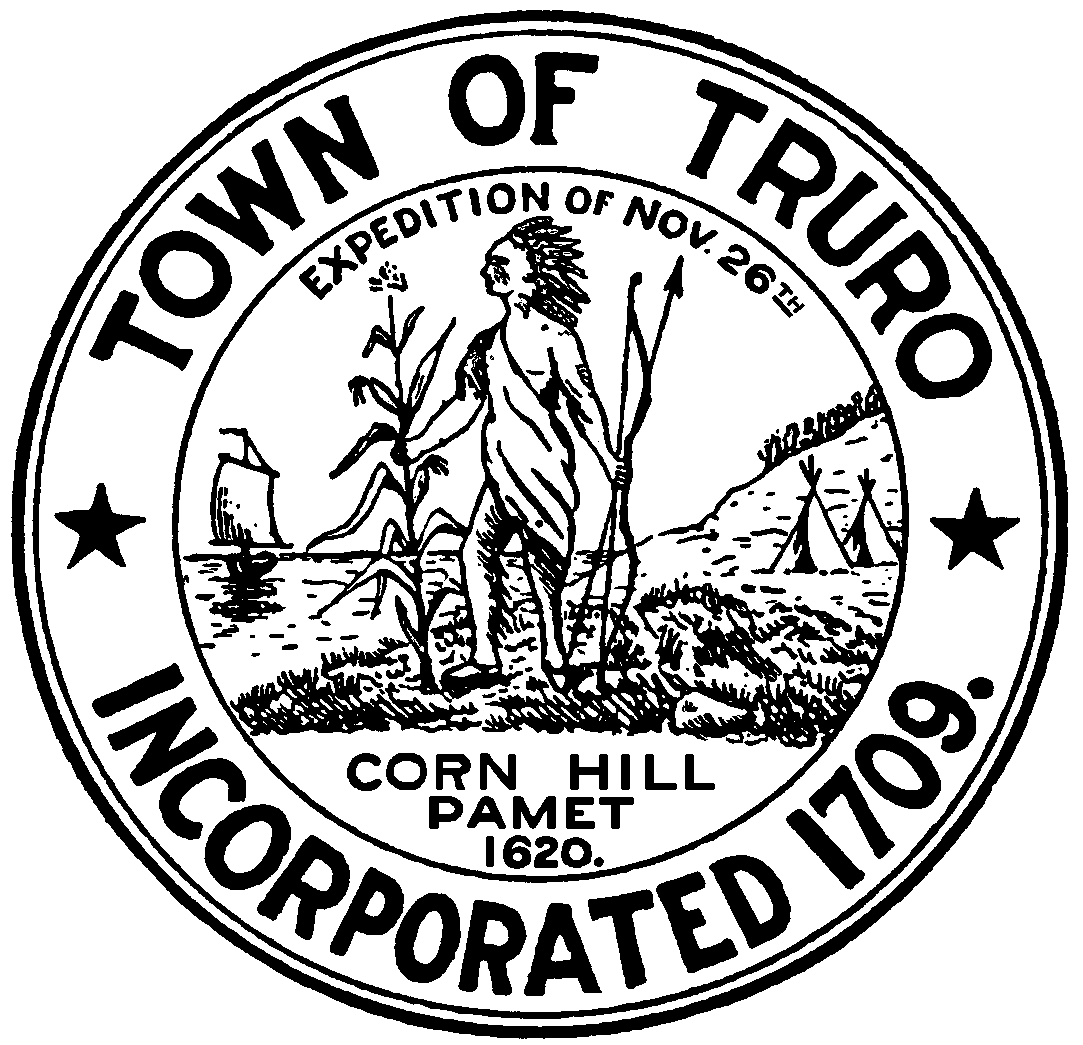 TOWN OF TRURO
EXPEDITION OF NOV. 26TH
CORN HILL
PAMET
1620.
INCORPORATED 1709.